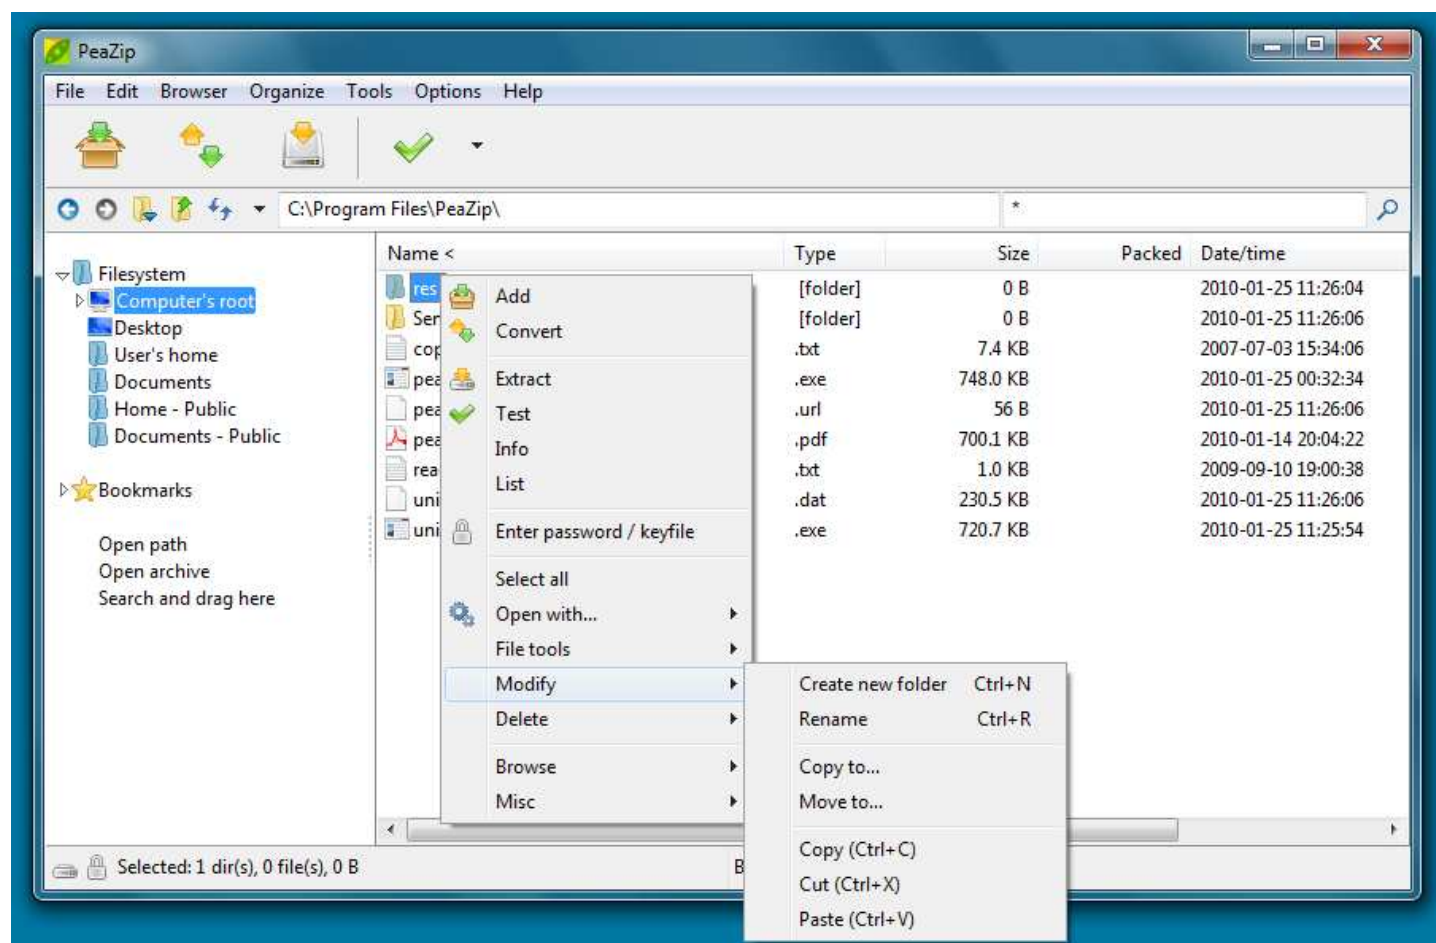 PeaZip
File Edit Browser Organize Tools Options Help
C:\Program Files\PeaZip\ *
Name < Type Size Packed Date/time
Filesystem
Computer's root
Desktop
User's home
Documents
Home - Public
Documents - Public
Bookmarks
Open path
Open archive
Search and drag here
res [folder] 0 B 2010-01-25 11:26:04
Ser [folder] 0 B 2010-01-25 11:26:06
cop .txt 7.4 KB 2007-07-03 15:34:06
pea .exe 748.0 KB 2010-01-25 00:32:34
pea .url 56 B 2010-01-25 11:26:06
pea .pdf 700.1 KB 2010-01-14 20:04:22
rea .txt 1.0 KB 2009-09-10 19:00:38
uni .dat 230.5 KB 2010-01-25 11:26:06
uni .exe 720.7 KB 2010-01-25 11:25:54
Add
Convert
Extract
Test
Info
List
Enter password / keyfile
Select all
Open with...
File tools
Modify
Delete
Browse
Misc
Create new folder Ctrl+N
Rename Ctrl+R
Copy to...
Move to...
Copy (Ctrl+C)
Cut (Ctrl+X)
Paste (Ctrl+V)
Selected: 1 dir(s), 0 file(s), 0 B
B